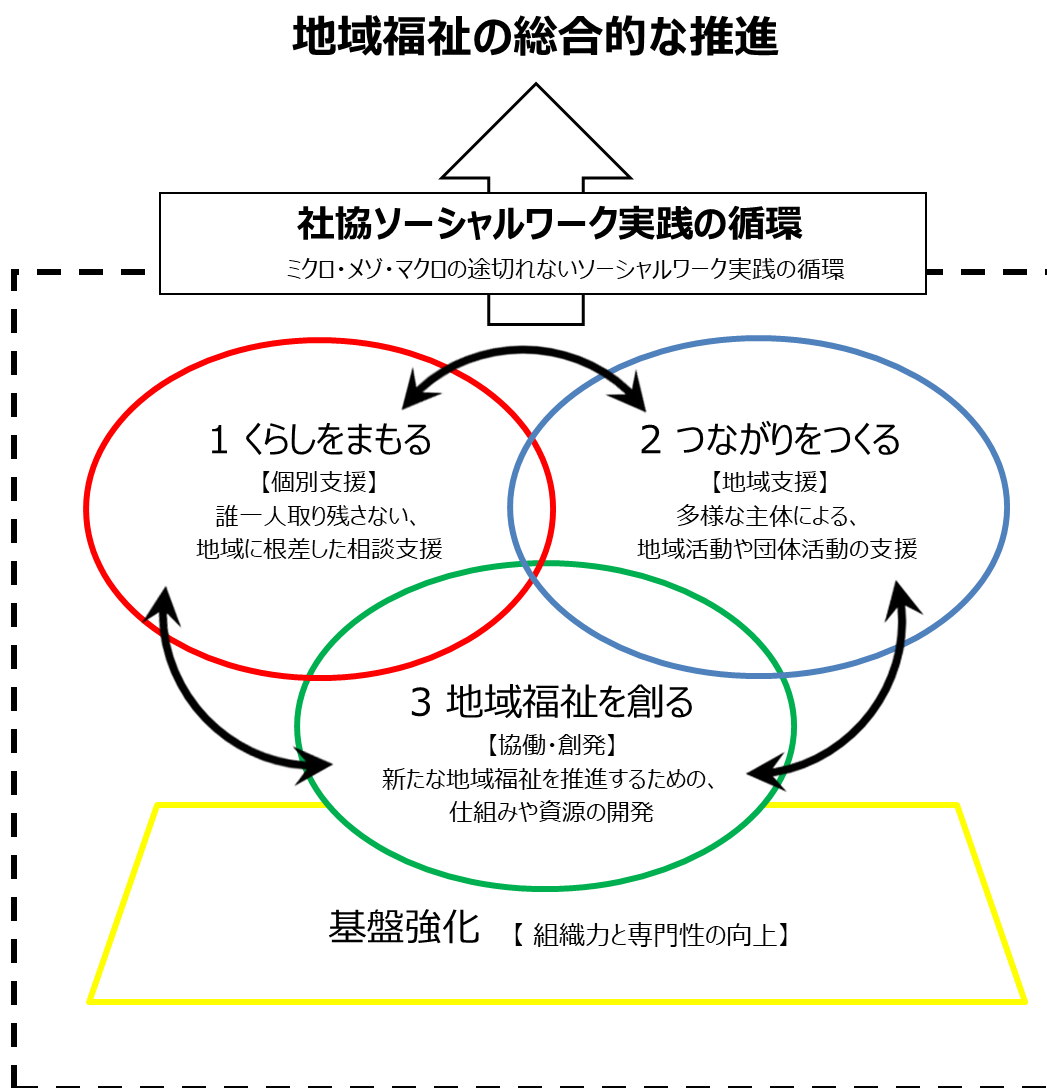 地域福祉の総合的な推進
社協ソーシャルワーク実践の循環
ミクロ・メゾ・マクロの途切れないソーシャルワーク実践の循環
1 くらしをまもる
【個別支援】
誰一人取り残さない、
地域に根差した相談支援
2 つながりをつくる
【地域支援】
多様な主体による、
地域活動や団体活動の支援
3 地域福祉を創る
【協働・創発】
新たな地域福祉を推進するための、
仕組みや資源の開発
基盤強化 【 組織力と専門性の向上】